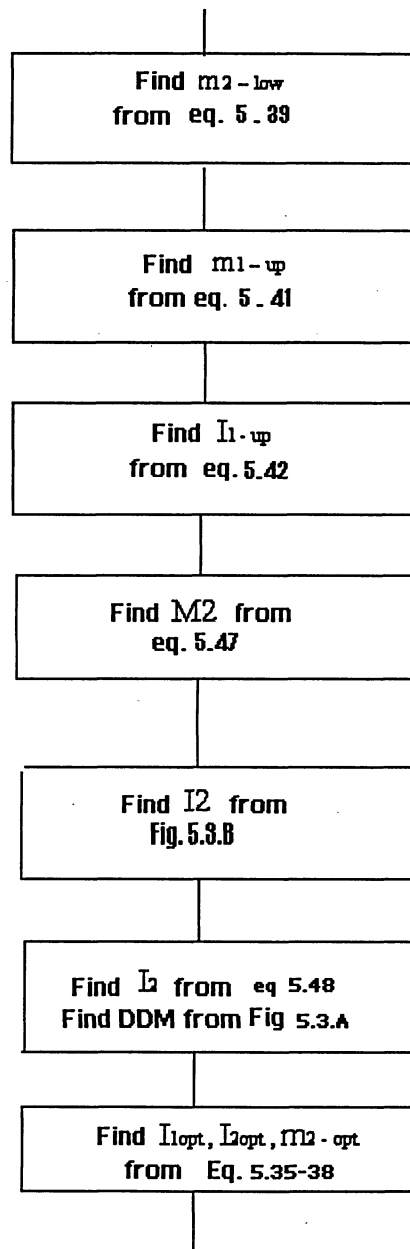 Find m2-low
from eq. 5.39
Find m1-up
from eq. 5.41
Find I1-up
from eq. 5.42
Find M2 from
eq. 5.47
Find I2 from
Fig. 5.3.B
Find I2 from eq 5.48
Find DDM from Fig 5.3.A
Find I1opt, I2opt, m2-opt
from Eq. 5.35-38